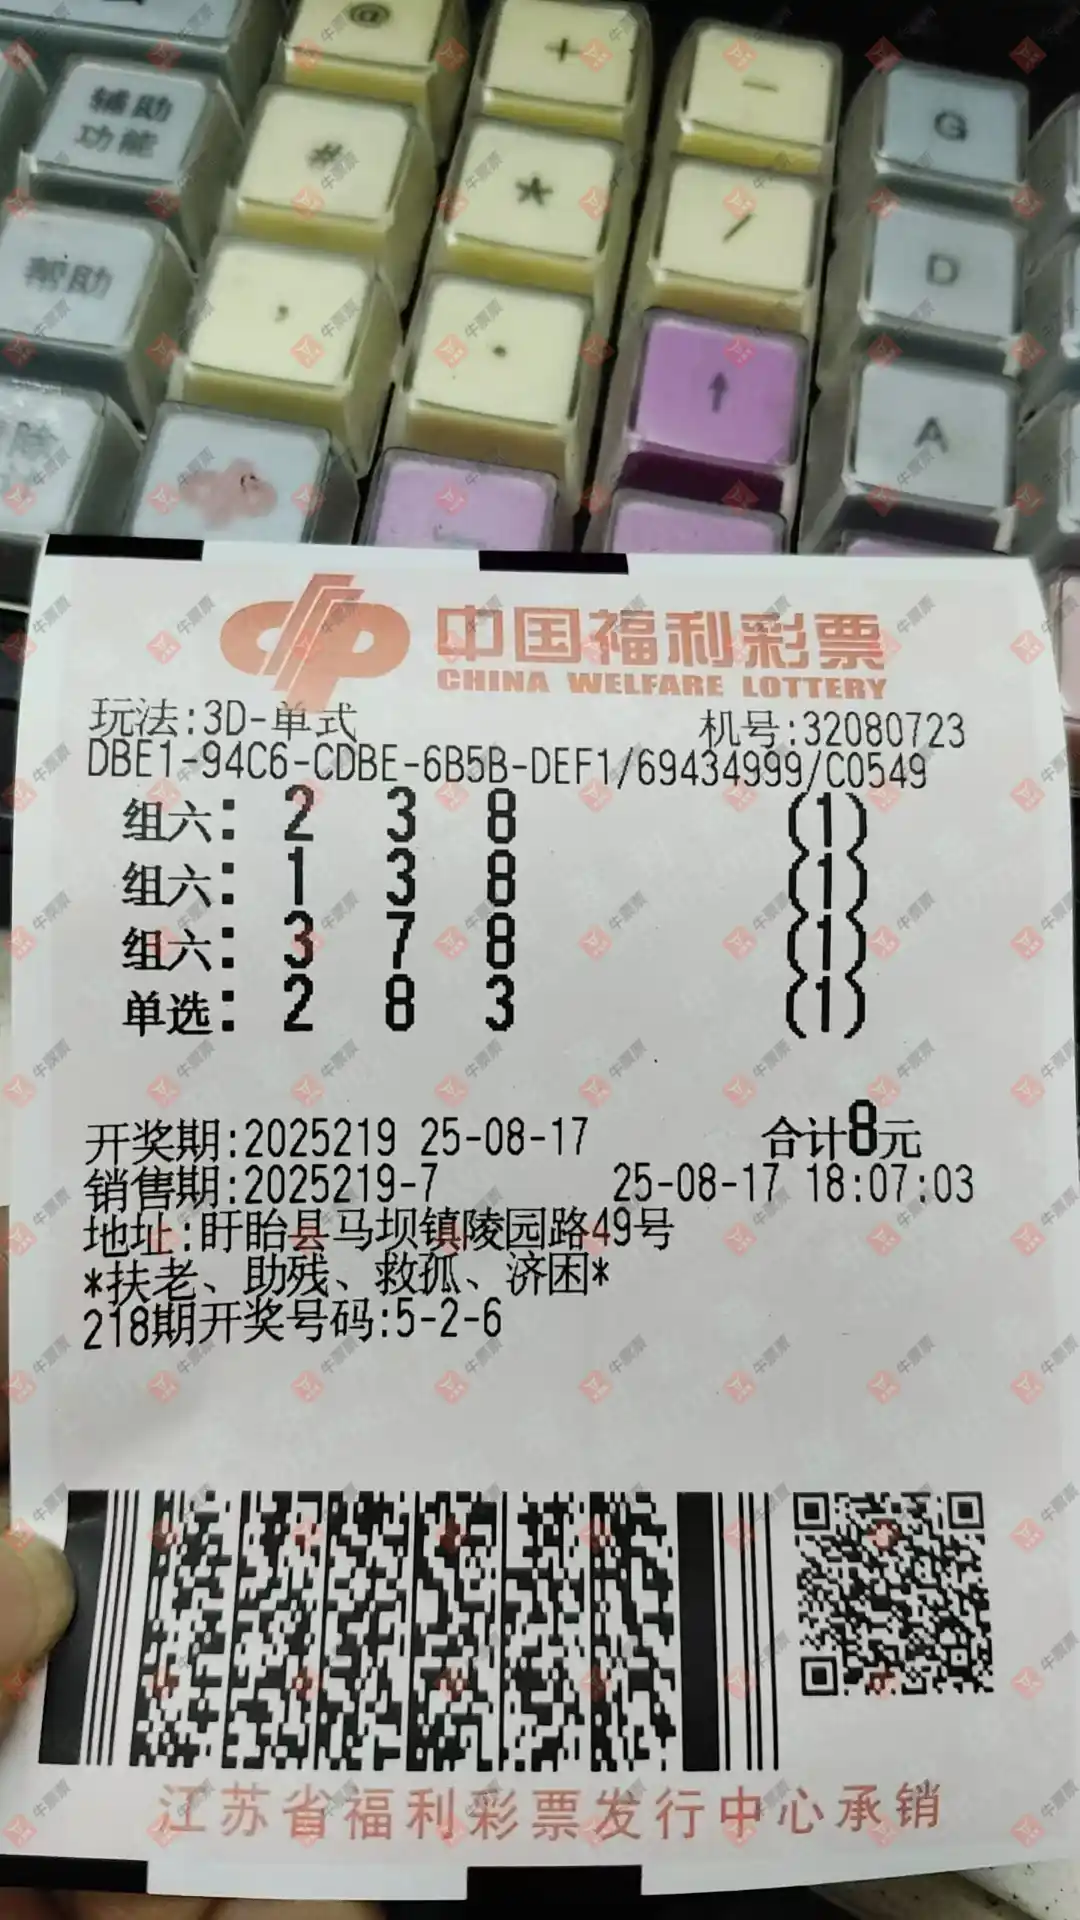 @
+
-
G
辅助
功能
#
*
/
D
帮助
,
.
↑
A
除
中国福利彩票
CHINA WELFARE LOTTERY
玩法:3D-单式 机号:32080723
DBE1-94C6-CDBE-6B5B-DEF1/69434999/C0549
组六: 2 3 8 (1)
组六: 1 3 8 (1)
组六: 3 7 8 (1)
单选: 2 8 3 (1)
开奖期:2025219 25-08-17 合计8元
销售期:2025219-7 25-08-17 18:07:03
地址:盱眙县马坝镇陵园路49号
*扶老、助残、救孤、济困*
218期开奖号码:5-2-6
江苏省福利彩票发行中心承销
牛票票